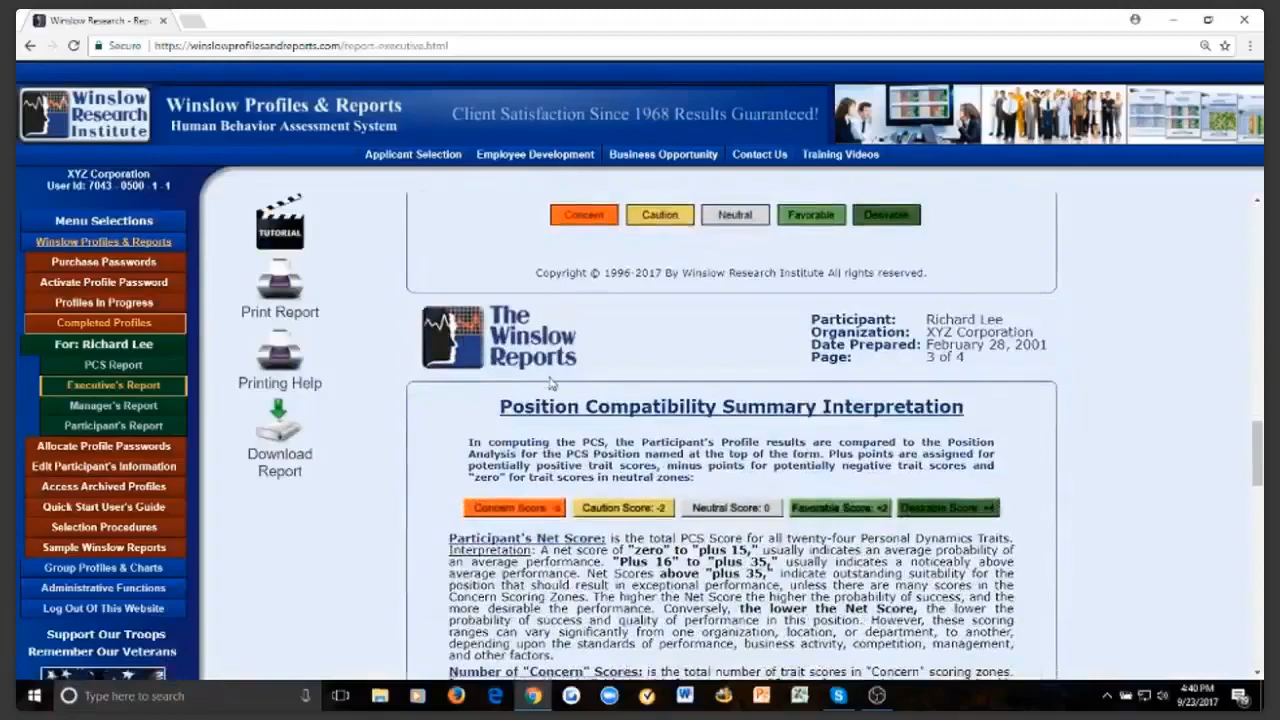 Winslow Research - Rep
Secure
https://winslowprofilesandreports.com/report-executive.html
Winslow
Research
Institute
Winslow Profiles & Reports
Human Behavior Assessment System
Client Satisfaction Since 1968 Results Guaranteed!
Applicant Selection
Employee Development
Business Opportunity
Contact Us
Training Videos
XYZ Corporation
User Id: 7043 - 0500 - 1 - 1
Menu Selections
Winslow Profiles & Reports
Purchase Passwords
Activate Profile Password
Profiles In Progress
Completed Profiles
For: Richard Lee
PCS Report
Executive's Report
Manager's Report
Participant's Report
Allocate Profile Passwords
Edit Participant's Information
Access Archived Profiles
Quick Start User's Guide
Selection Procedures
Sample Winslow Reports
Group Profiles & Charts
Administrative Functions
Log Out Of This Website
Support Our Troops
Remember Our Veterans
TUTORIAL
Print Report
Printing Help
Download
Report
Concern
Caution
Neutral
Favorable
Desirable
Copyright © 1996-2017 By Winslow Research Institute All rights reserved.
The
Winslow
Reports
Participant: Richard Lee
Organization: XYZ Corporation
Date Prepared: February 28, 2001
Page: 3 of 4
Position Compatibility Summary Interpretation
In computing the PCS, the Participant's Profile results are compared to the Position
Analysis for the PCS Position named at the top of the form. Plus points are assigned for
potentially positive trait scores, minus points for potentially negative trait scores and
"zero" for trait scores in neutral zones:
Concern Score
Caution Score: -2
Neutral Score: 0
Favorable Score: +2
Desirable Score: +4
Participant's Net Score: is the total PCS Score for all twenty-four Personal Dynamics Traits.
Interpretation: A net score of "zero" to "plus 15," usually indicates an average probability of
an average performance. "Plus 16" to "plus 35," usually indicates a noticeably above
average performance. Net Scores above "plus 35," indicate outstanding suitability for the
position that should result in exceptional performance, unless there are many scores in the
Concern Scoring Zones. The higher the Net Score the higher the probability of success, and the
more desirable the performance. Conversely, the lower the Net Score, the lower the
probability of success and quality of performance in this position. However, these scoring
ranges can vary significantly from one organization, location, or department, to another,
depending upon the standards of performance, business activity, competition, management,
and other factors.
Number of "Concern" Scores: is the total number of trait scores in "Concern" scoring zones.
Type here to search
4:40 PM
9/23/2017